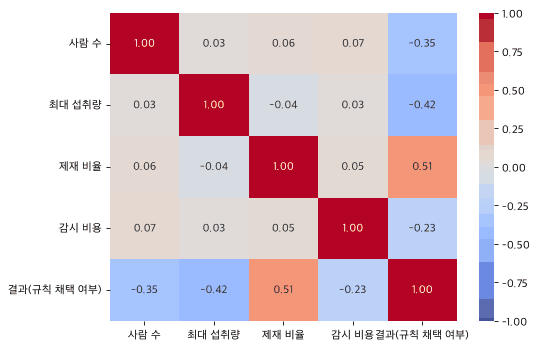 사람 수 1.00 0.03 0.06 0.07 -0.35
최대 섭취량 0.03 1.00 -0.04 0.03 -0.42
제재 비율 0.06 -0.04 1.00 0.05 0.51
감시 비용 0.07 0.03 0.05 1.00 -0.23
결과(규칙 채택 여부) -0.35 -0.42 0.51 -0.23 1.00
사람 수 최대 섭취량 제재 비율 감시 비용 결과(규칙 채택 여부)
1.00
0.75
0.50
0.25
0.00
-0.25
-0.50
-0.75
-1.00